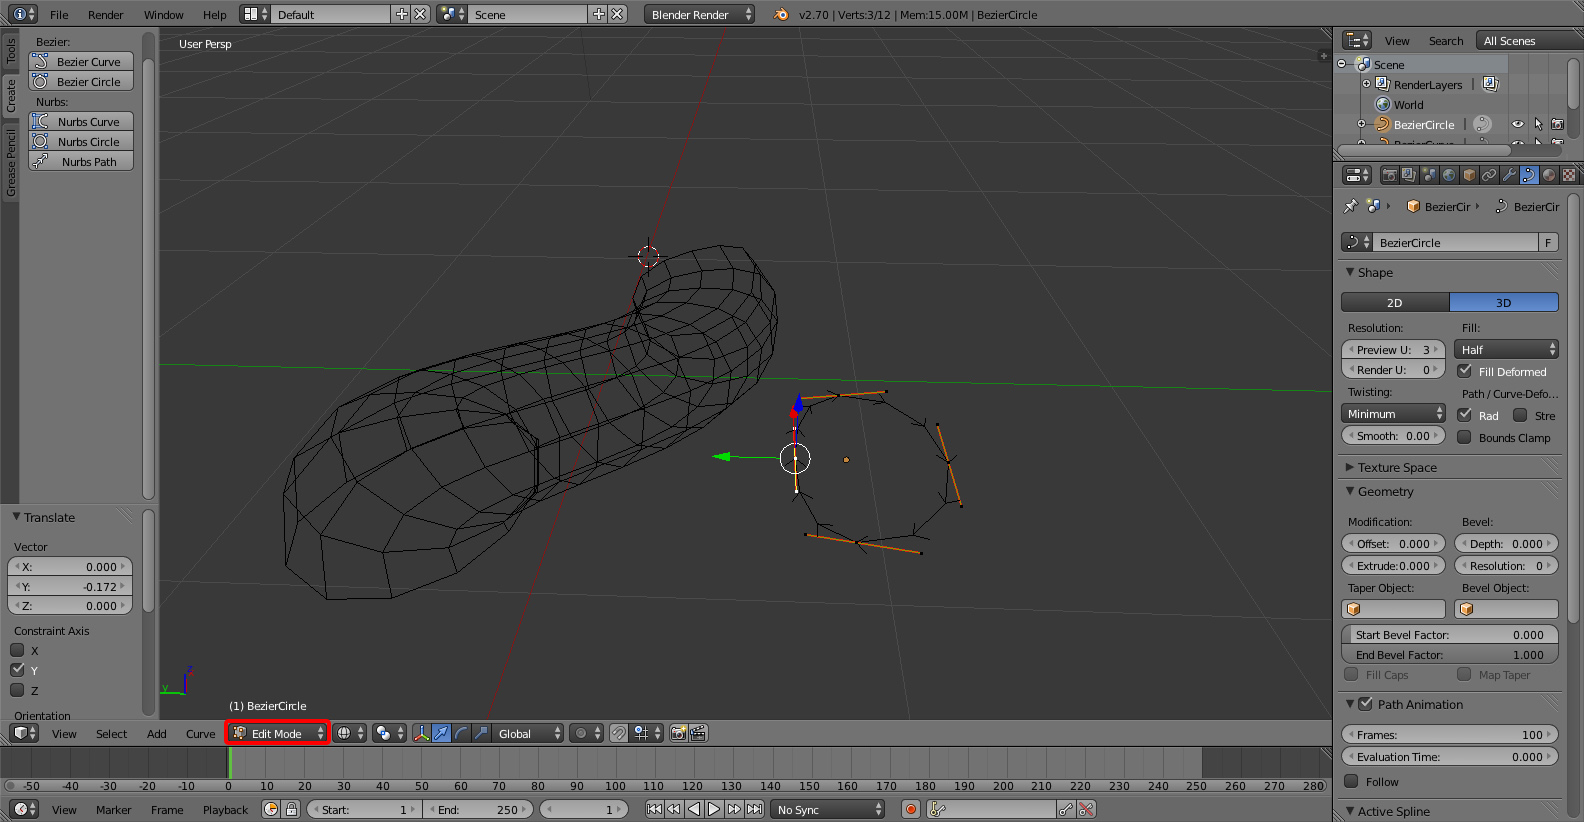 File Render Window Help Default Scene Blender Render v2.70 | Verts:3/12 | Mem:15.00M | BezierCircle
Tools
Create
Grease Pencil
Bezier:
Bezier Curve
Bezier Circle
Nurbs:
Nurbs Curve
Nurbs Circle
Nurbs Path
Translate
Vector
X: 0.000
Y: -0.172
Z: 0.000
Constraint Axis
X
Y
Z
Orientation
User Persp
z
y
(1) BezierCircle
View Select Add Curve Edit Mode Global
-50 -40 -30 -20 -10 0 10 20 30 40 50 60 70 80 90 100 110 120 130 140 150 160 170 180 190 200 210 220 230 240 250 260 270 280
View Marker Frame Playback Start: 1 End: 250 1 No Sync
View Search All Scenes
Scene
RenderLayers |
World
BezierCircle |
BezierCir BezierCir
BezierCircle F
Shape
2D 3D
Resolution: Fill:
Preview U: 3 Half
Render U: 0 Fill Deformed
Twisting: Path / Curve-Defo...
Minimum Rad Stre
Smooth: 0.00 Bounds Clamp
Texture Space
Geometry
Modification: Bevel:
Offset: 0.000 Depth: 0.000
Extrude:0.000 Resolution: 0
Taper Object: Bevel Object:
Start Bevel Factor: 0.000
End Bevel Factor: 1.000
Fill Caps Map Taper
Path Animation
Frames: 100
Evaluation Time: 0.000
Follow
Active Spline